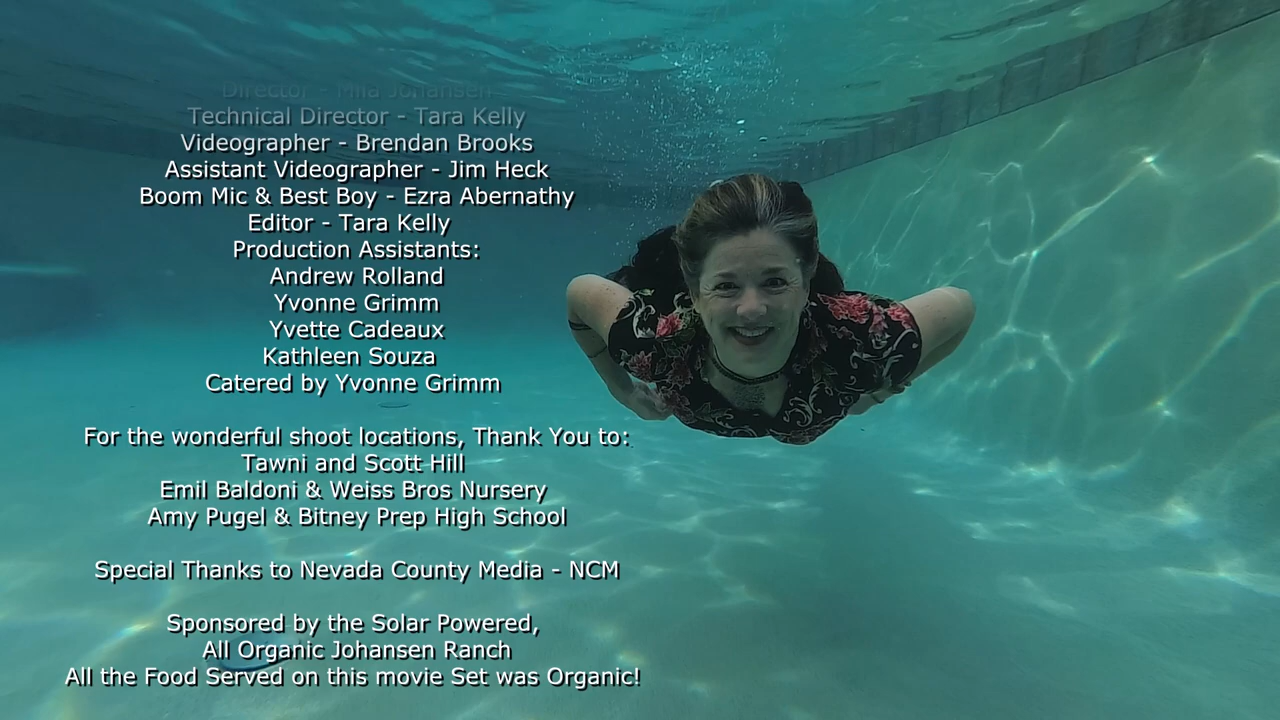 Director - Mila Johansen
Technical Director - Tara Kelly
Videographer - Brendan Brooks
Assistant Videographer - Jim Heck
Boom Mic & Best Boy - Ezra Abernathy
Editor - Tara Kelly
Production Assistants:
Andrew Rolland
Yvonne Grimm
Yvette Cadeaux
Kathleen Souza
Catered by Yvonne Grimm
For the wonderful shoot locations, Thank You to:
Tawni and Scott Hill
Emil Baldoni & Weiss Bros Nursery
Amy Pugel & Bitney Prep High School
Special Thanks to Nevada County Media - NCM
Sponsored by the Solar Powered,
All Organic Johansen Ranch
All the Food Served on this movie Set was Organic!